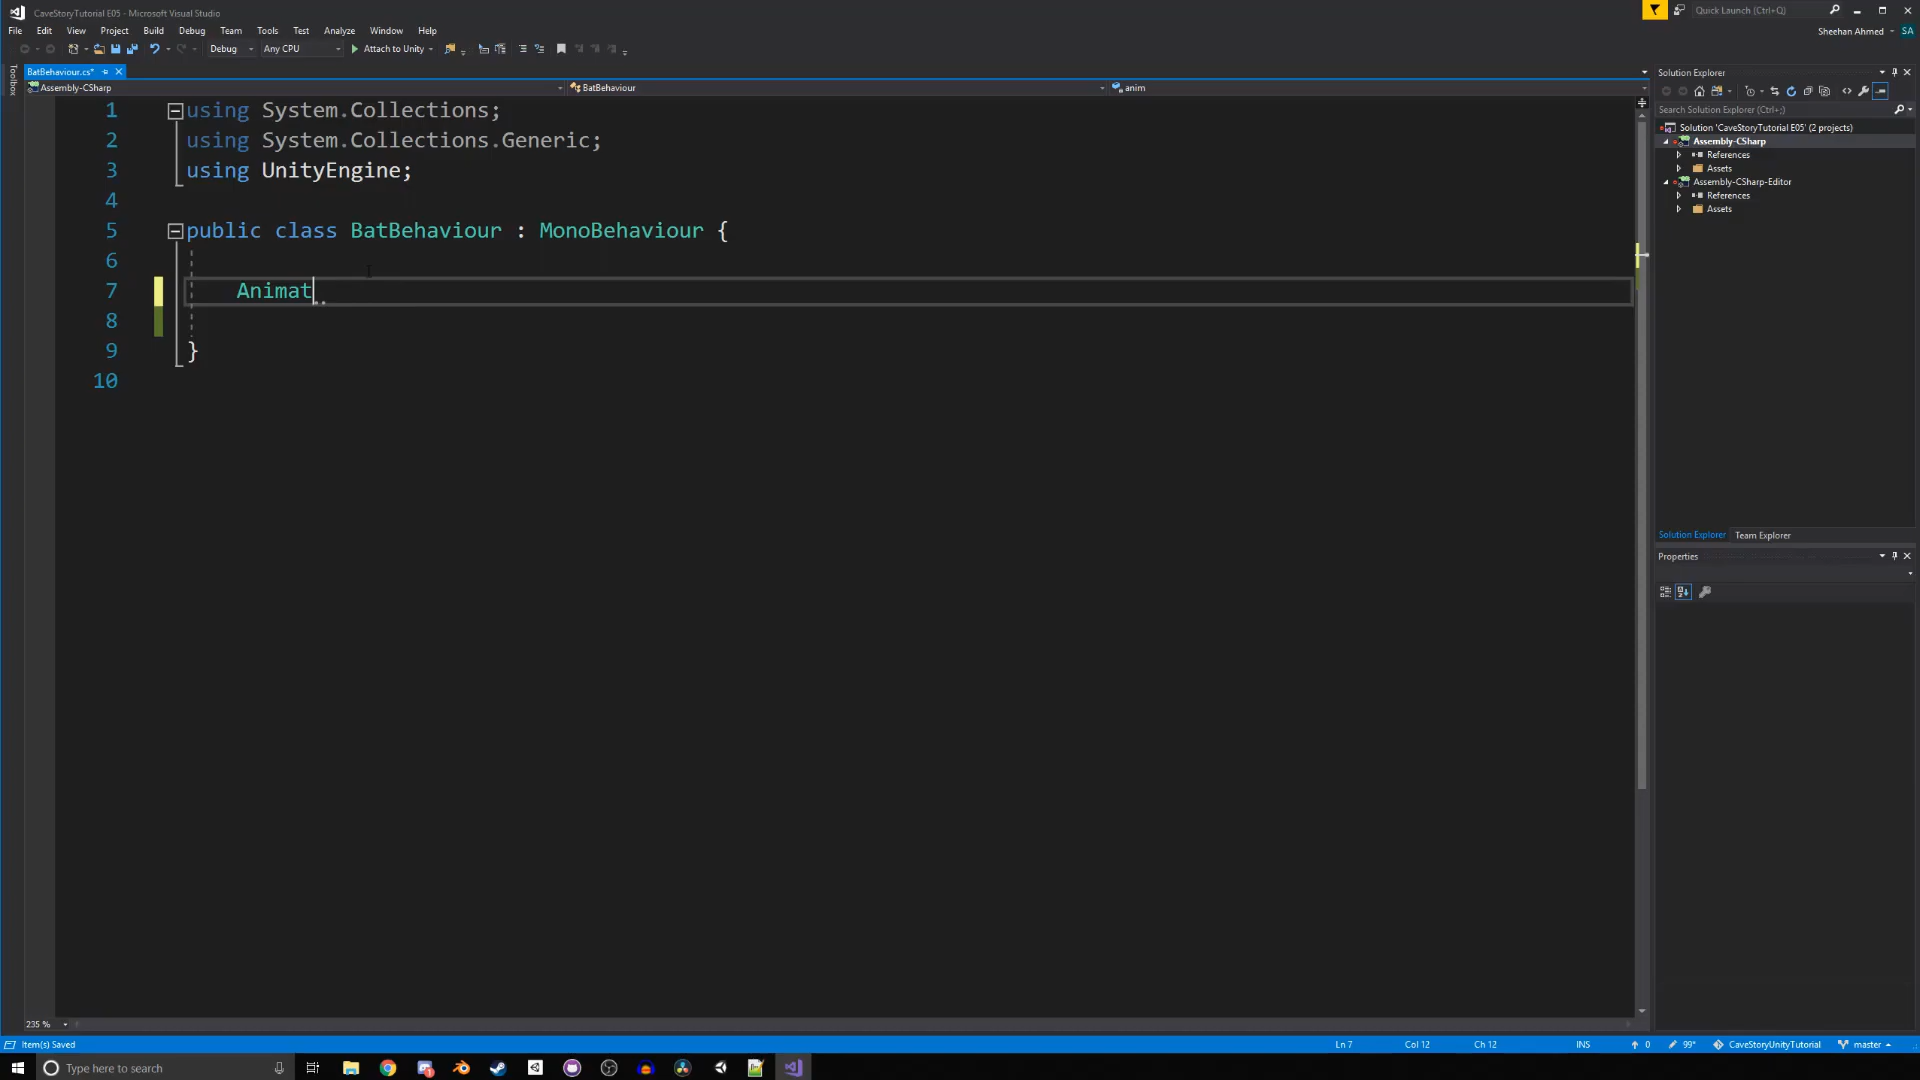 CaveStoryTutorial E05 - Microsoft Visual Studio
Quick Launch (Ctrl+Q)
File Edit View Project Build Debug Team Tools Test Analyze Window Help
Sheehan Ahmed SA
Debug Any CPU Attach to Unity
Toolbox
BatBehaviour.cs*
Assembly-CSharp BatBehaviour anim
1 using System.Collections;
2 using System.Collections.Generic;
3 using UnityEngine;
4
5 public class BatBehaviour : MonoBehaviour {
6
7 Animat
8
9 }
10
Solution Explorer
Search Solution Explorer (Ctrl+;)
Solution 'CaveStoryTutorial E05' (2 projects)
Assembly-CSharp
References
Assets
Assembly-CSharp-Editor
References
Assets
Solution Explorer Team Explorer
Properties
235 %
Item(s) Saved Ln 7 Col 12 Ch 12 INS 0 99* CaveStoryUnityTutorial master
Type here to search